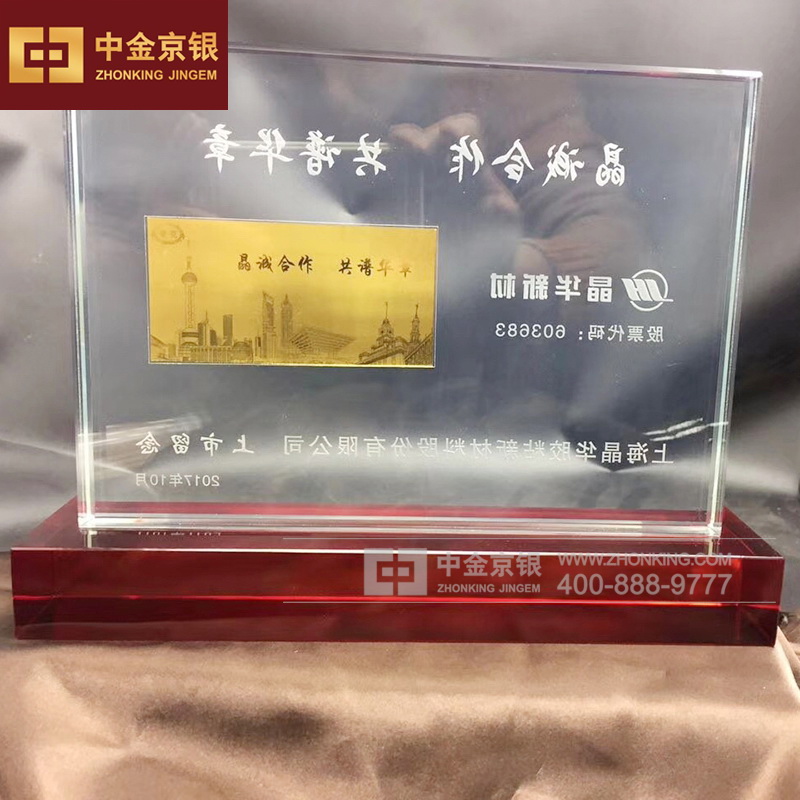 中金京银
ZHONKING JINGEM
晶诚合作 共谱华章
晶诚合作 共谱华章
JH 晶华新材
股票代码：603683
上海晶华胶粘新材料股份有限公司 上市留念
2017年10月
中金京银
ZHONKING JINGEM
WWW.ZHONKING.COM
400-888-9777